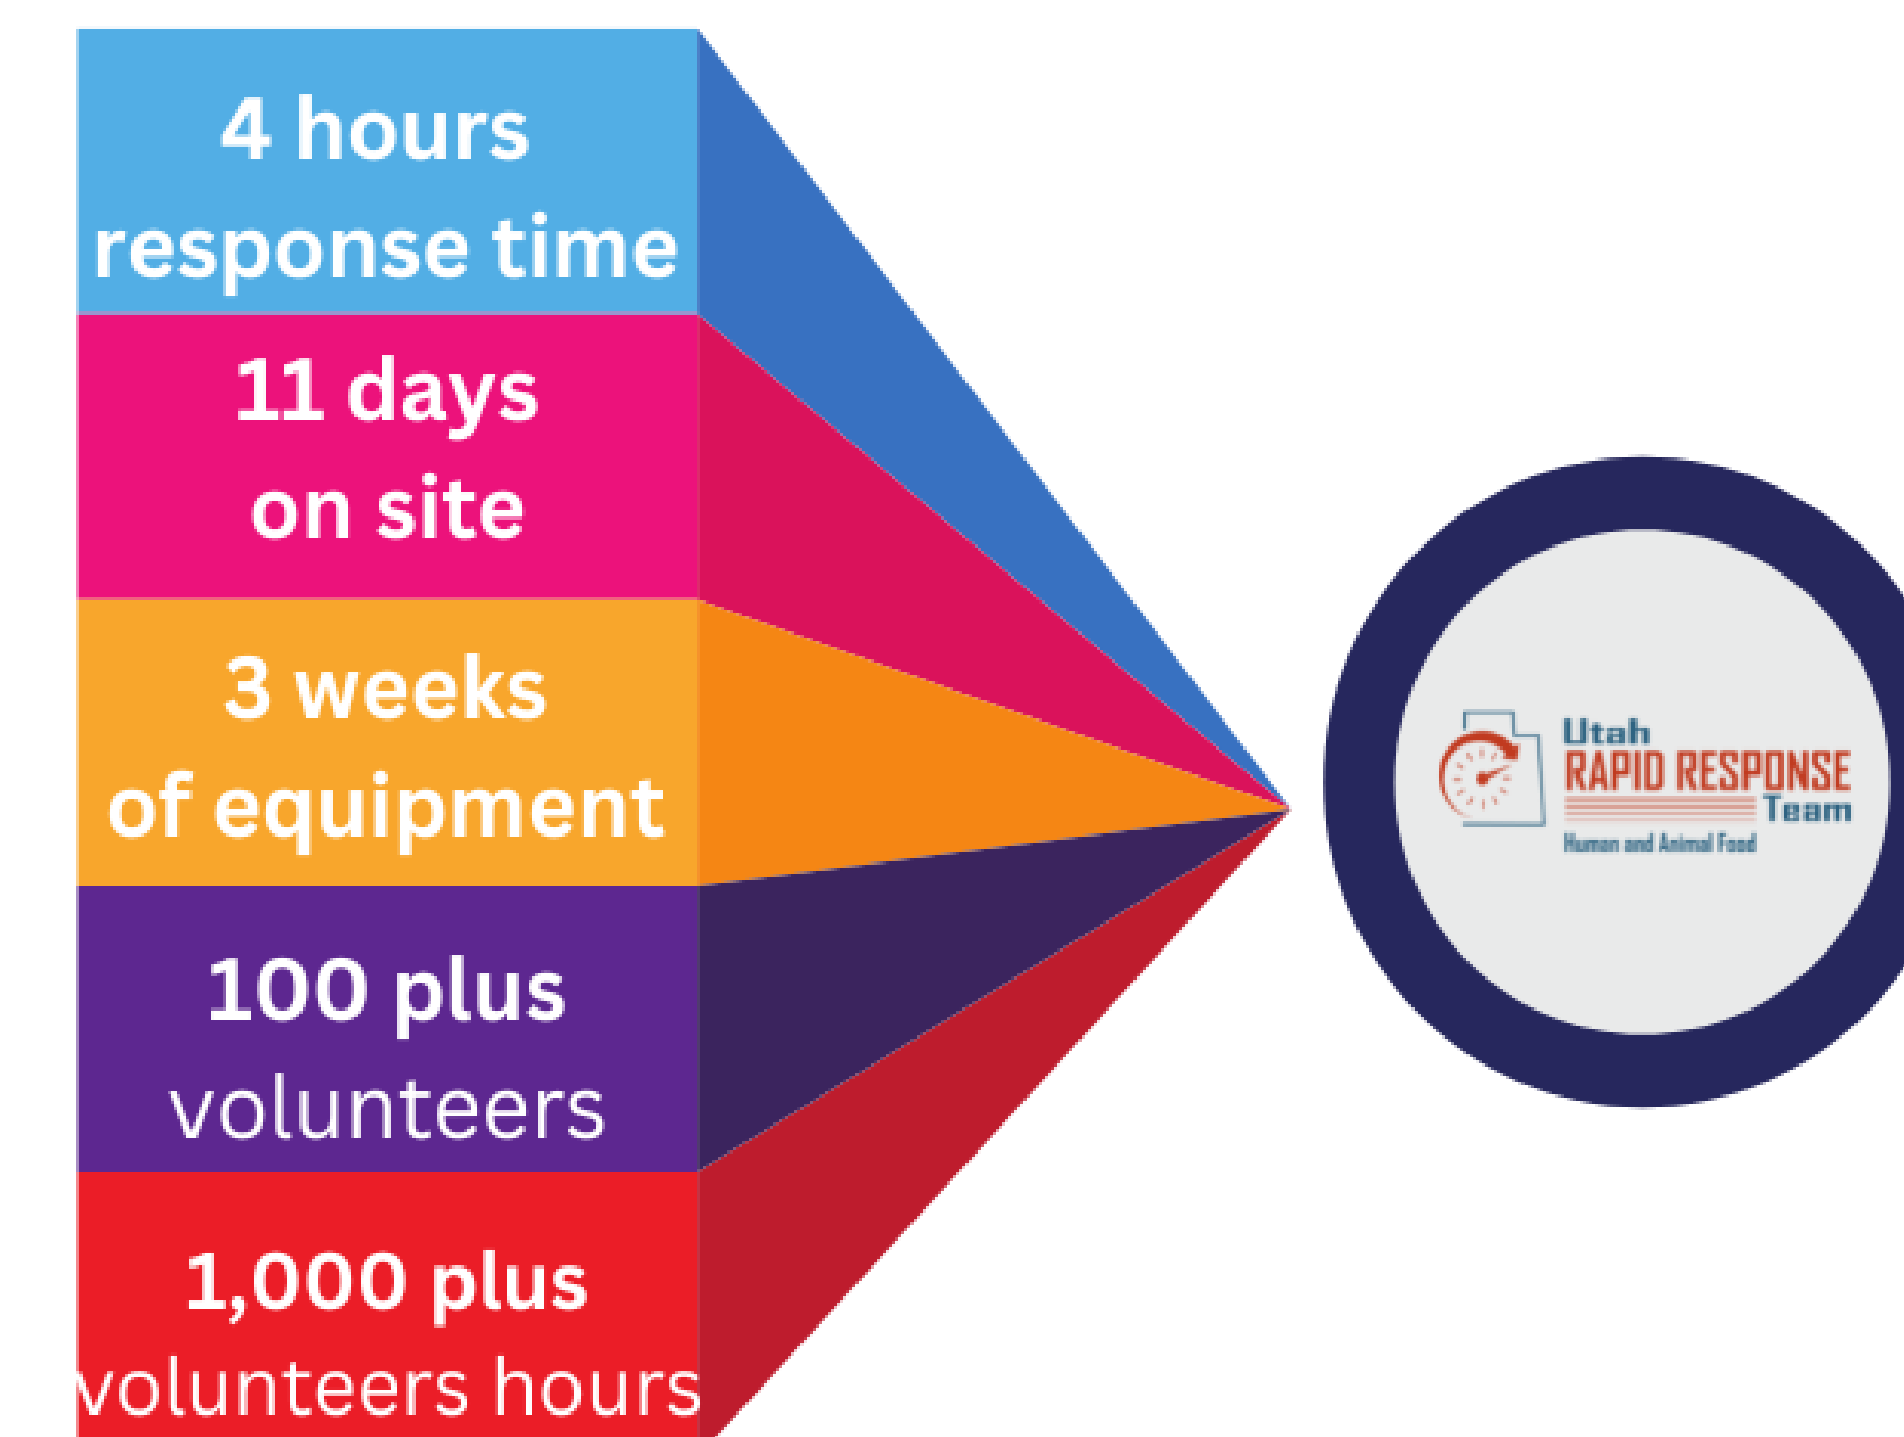 4 hours
response time
11 days
on site
3 weeks
of equipment
100 plus
volunteers
1,000 plus
volunteers hours
Utah
RAPID RESPONSE
Team
Human and Animal Food